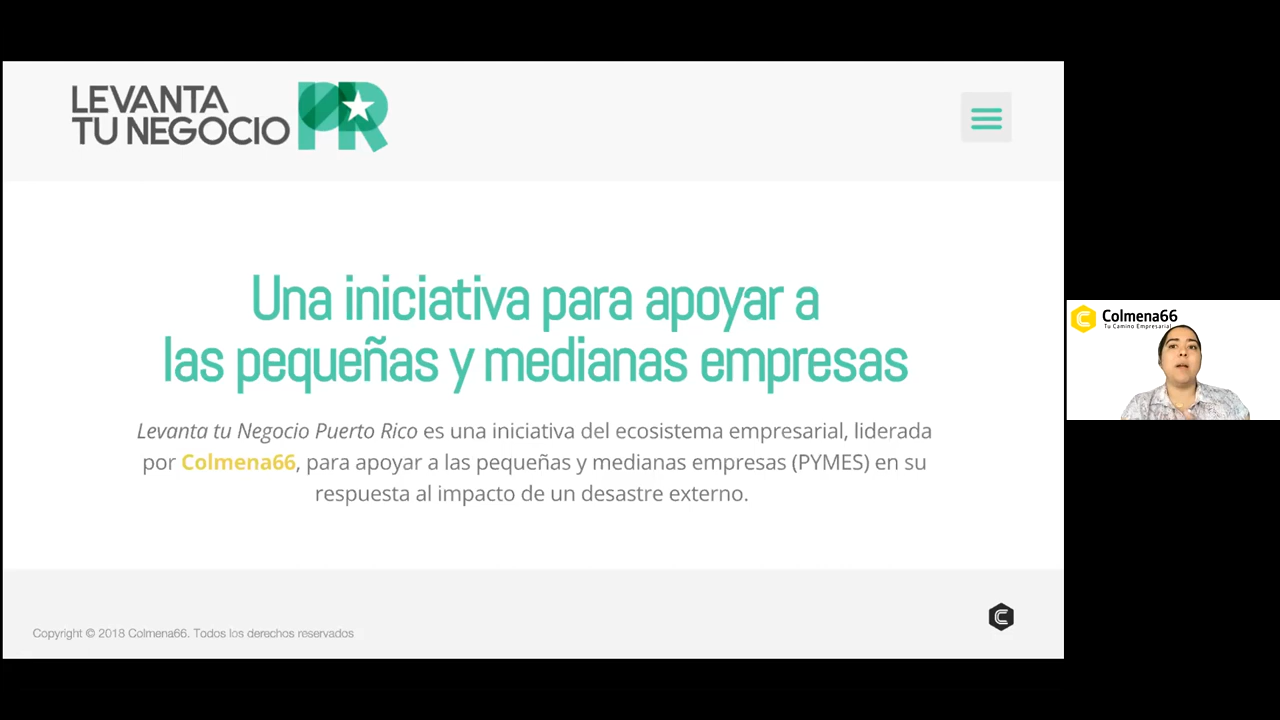 LEVANTA
TU NEGOCIO PR
Una iniciativa para apoyar a
las pequeñas y medianas empresas
Levanta tu Negocio Puerto Rico es una iniciativa del ecosistema empresarial, liderada
por Colmena66, para apoyar a las pequeñas y medianas empresas (PYMES) en su
respuesta al impacto de un desastre externo.
Copyright © 2018 Colmena66. Todos los derechos reservados
C
C Colmena66
Tu Camino Empresarial